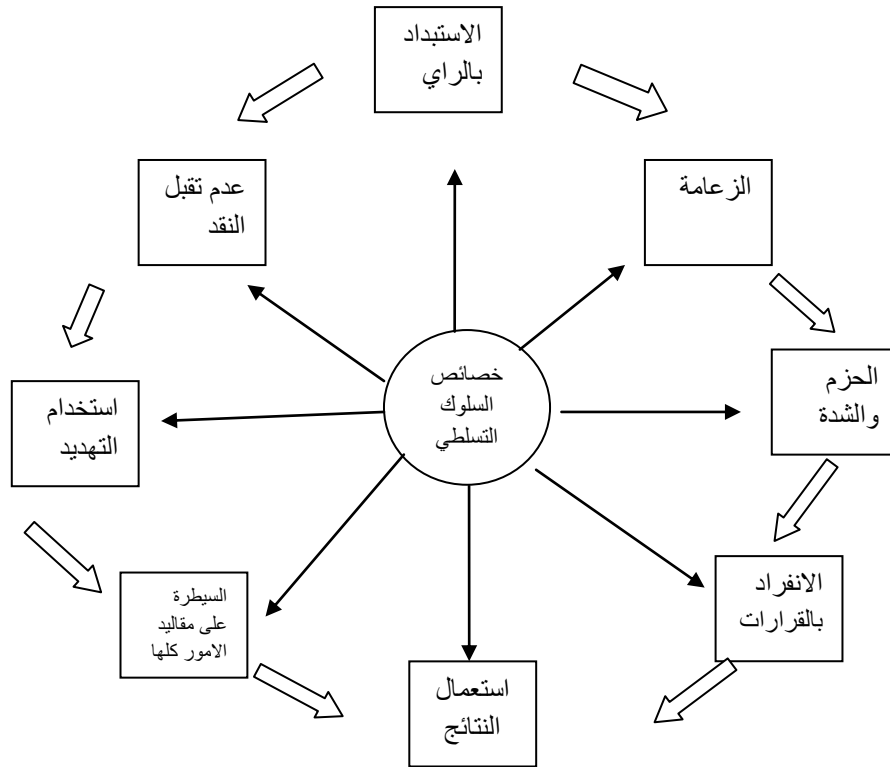 الاستبداد
بالراي
الزعامة
عدم تقبل
النقد
الحزم
والشدة
خصائص
السلوك
التسلطي
استخدام
التهديد
الانفراد
بالقرارات
السيطرة
على مقاليد
الامور كلها
استعمال
النتائج